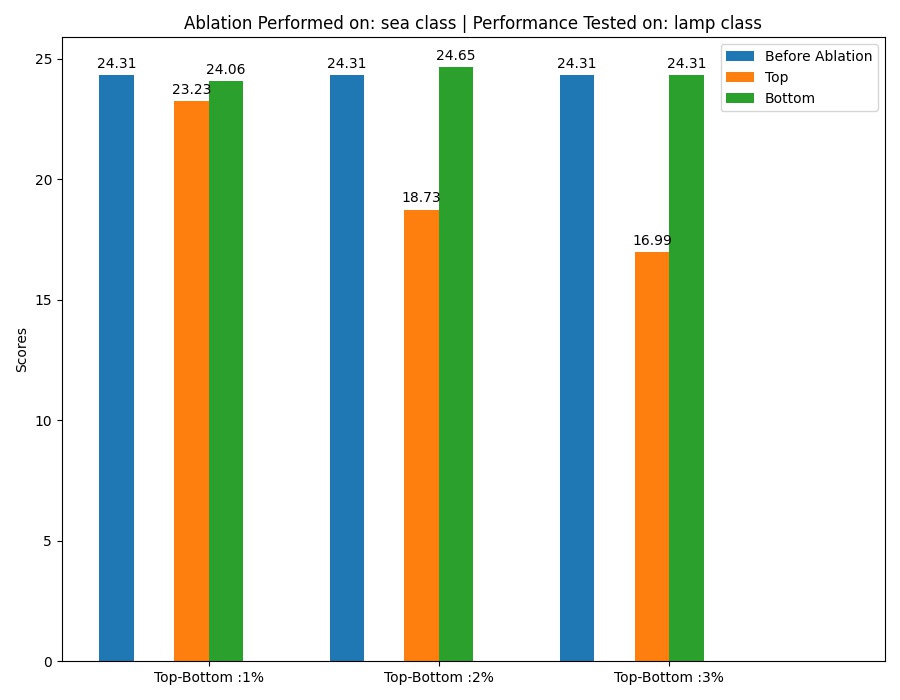 Ablation Performed on: sea class | Performance Tested on: lamp class
Before Ablation
Top
Bottom
Scores
25
20
15
10
5
0
24.31
23.23
24.06
24.31
18.73
24.65
24.31
16.99
24.31
Top-Bottom :1%
Top-Bottom :2%
Top-Bottom :3%